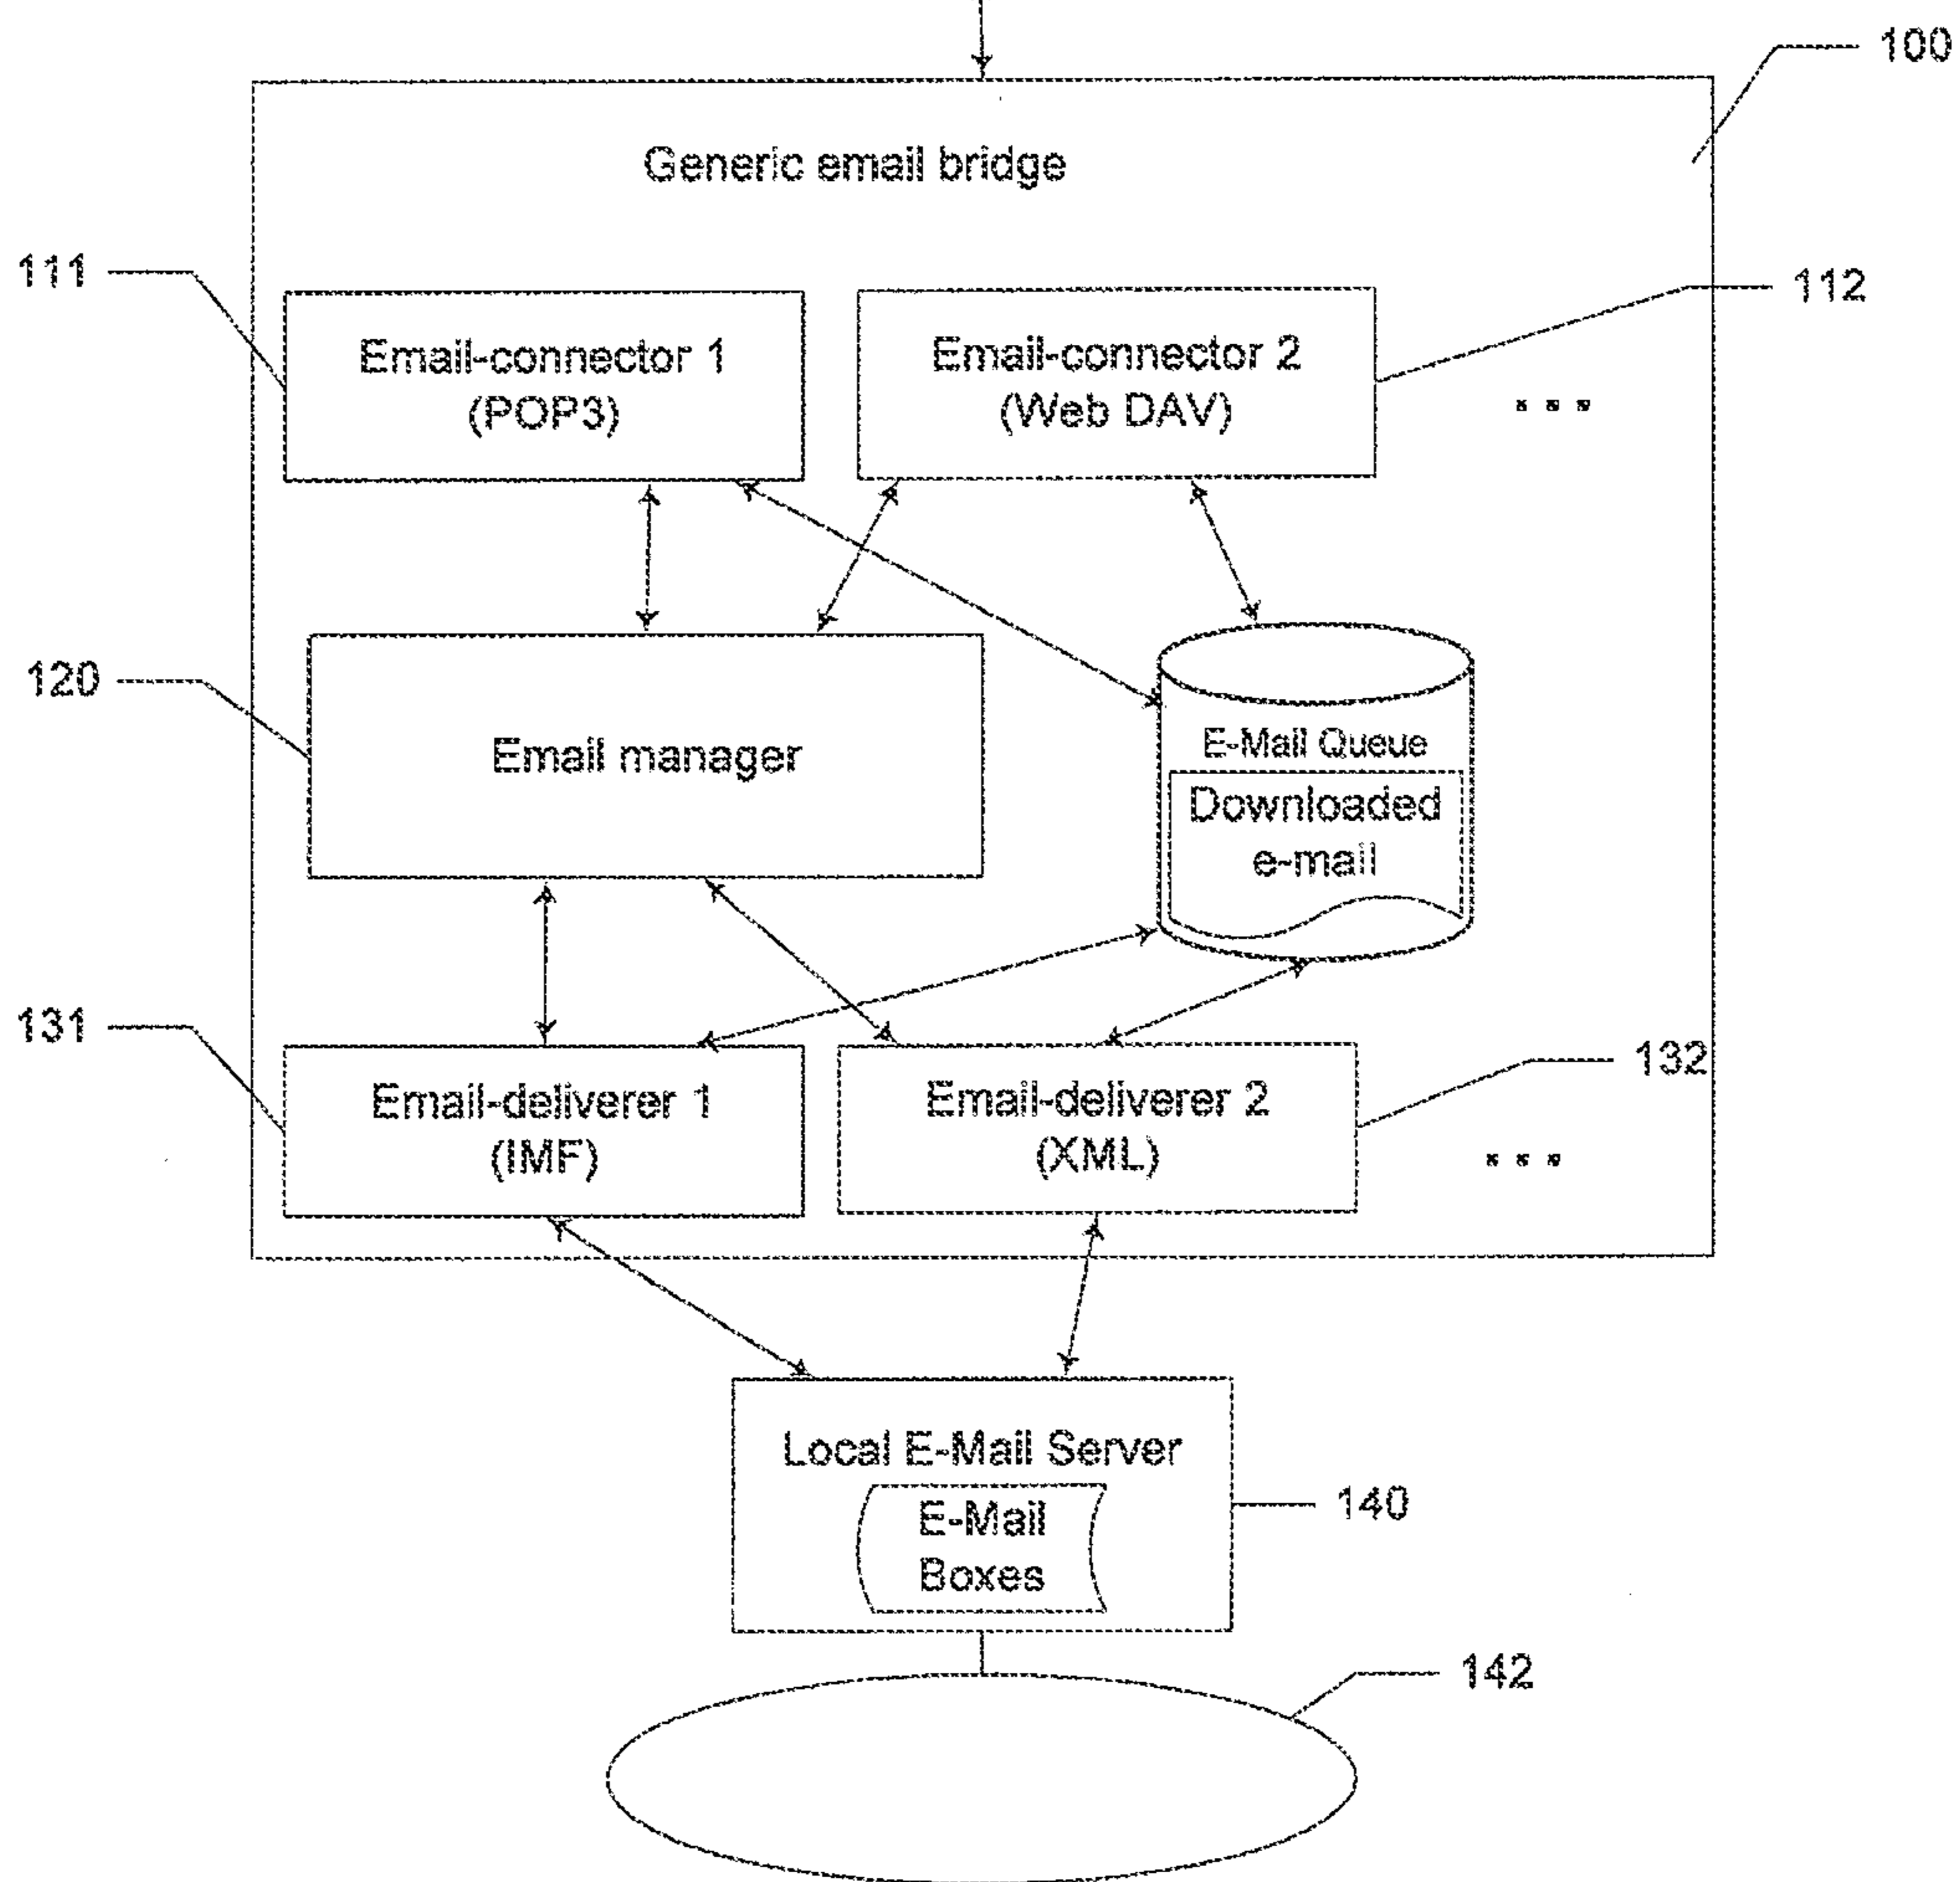 100
Generic email bridge
111
112
Email-connector 1
(POP3)
Email-connector 2
(Web DAV)
...
120
Email manager
E-Mail Queue
Downloaded
e-mail
131
132
Email-deliverer 1
(IMF)
Email-deliverer 2
(XML)
...
Local E-Mail Server
E-Mail
Boxes
140
142